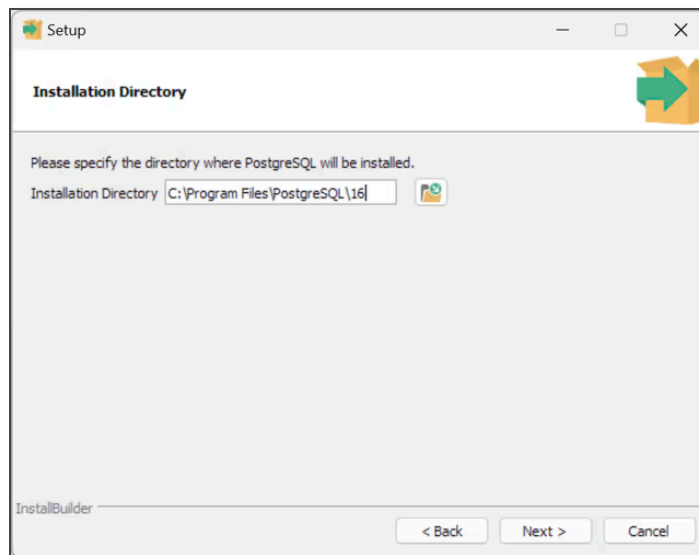 Setup
Installation Directory
Please specify the directory where PostgreSQL will be installed.
Installation Directory C:\Program Files\PostgreSQL\16
InstallBuilder
< Back Next > Cancel